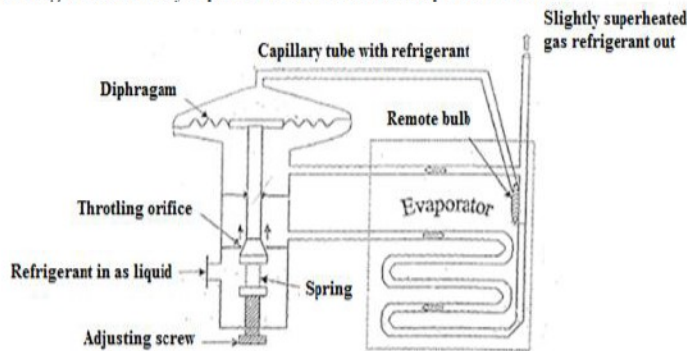 Slightly superheated
gas refrigerant out
Capillary tube with refrigerant
Diphragam
Remote bulb
Evaporator
Throtling orifice
Refrigerant in as liquid
Spring
Adjusting screw